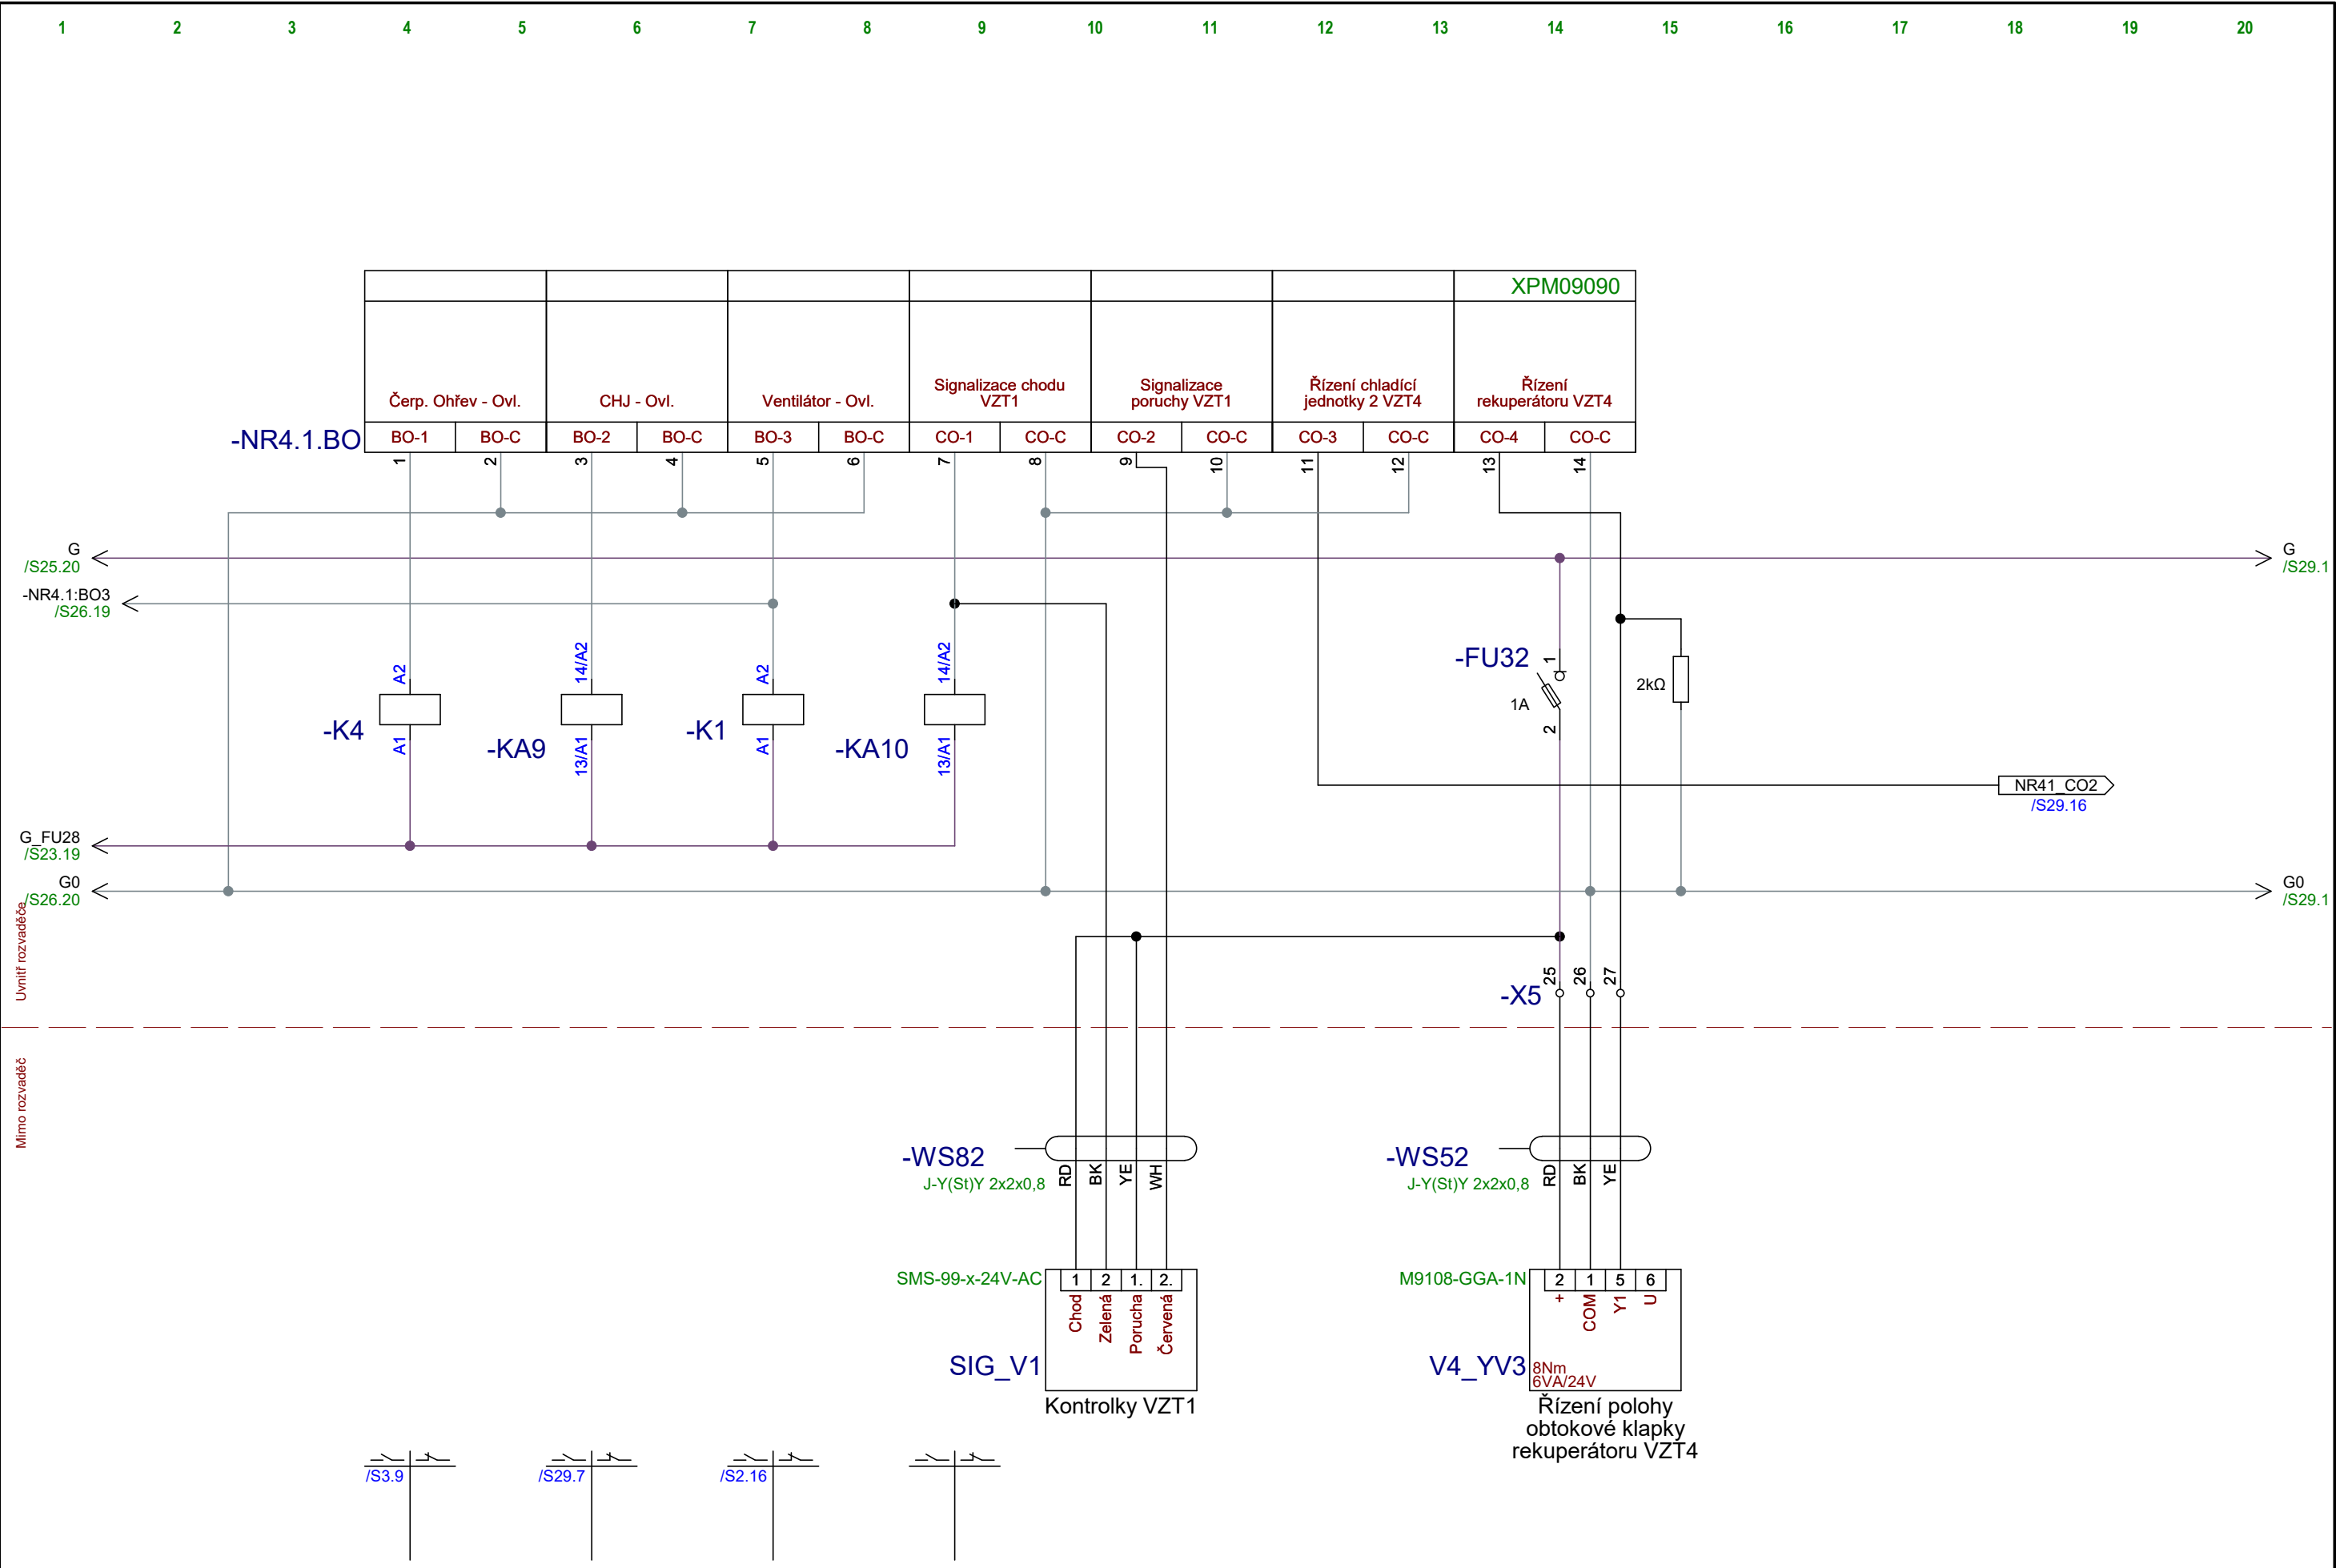 1 2 3 4 5 6 7 8 9 10 11 12 13 14 15 16 17 18 19 20
XPM09090
Čerp. Ohřev - Ovl.
CHJ - Ovl.
Ventilátor - Ovl.
Signalizace chodu
VZT1
Signalizace
poruchy VZT1
Řízení chladící
jednotky 2 VZT4
Řízení
rekuperátoru VZT4
-NR4.1.BO
BO-1 BO-C BO-2 BO-C BO-3 BO-C CO-1 CO-C CO-2 CO-C CO-3 CO-C CO-4 CO-C
1 2 3 4 5 6 7 8 9 10 11 12 13 14
G
/S25.20
G
/S29.1
-NR4.1:BO3
/S26.19
A2
-K4
A1
14/A2
-KA9
13/A1
A2
-K1
A1
14/A2
-KA10
13/A1
-FU32
1
1A
2
2kΩ
NR41_CO2
/S29.16
G_FU28
/S23.19
G0
/S26.20
G0
/S29.1
Uvnitř rozvaděče
-X5
25 26 27
Mimo rozvaděč
-WS82
J-Y(St)Y 2x2x0,8
RD BK YE WH
-WS52
J-Y(St)Y 2x2x0,8
RD BK YE
SMS-99-x-24V-AC
1 2 1. 2.
Chod
Zelená
Porucha
Červená
SIG_V1
Kontrolky VZT1
M9108-GGA-1N
2 1 5 6
+
COM
Y1
U
V4_YV3
8Nm
6VA/24V
Řízení polohy
obtokové klapky
rekuperátoru VZT4
/S3.9
/S29.7
/S2.16